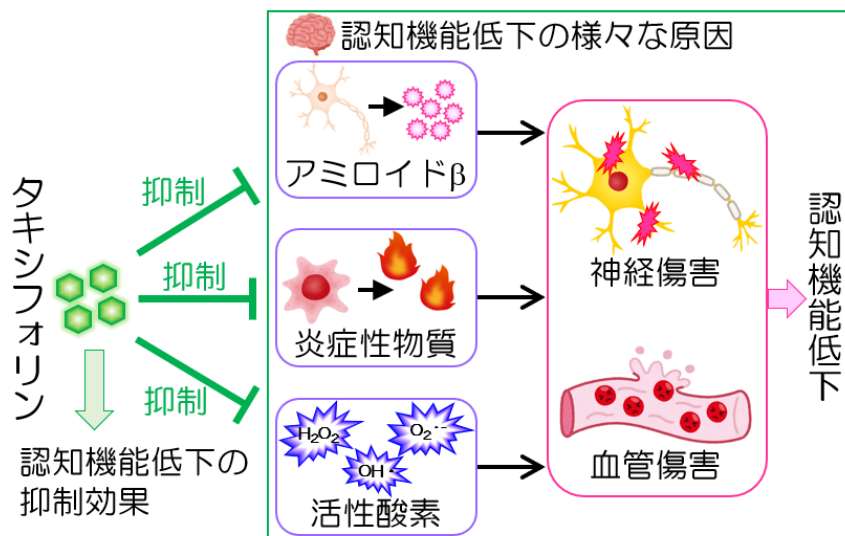 認知機能低下の様々な原因
タキシフォリン
抑制
抑制
抑制
認知機能低下の
抑制効果
アミロイドβ
炎症性物質
H₂O₂
O₂･-
OH･
活性酸素
神経傷害
血管傷害
認知機能低下